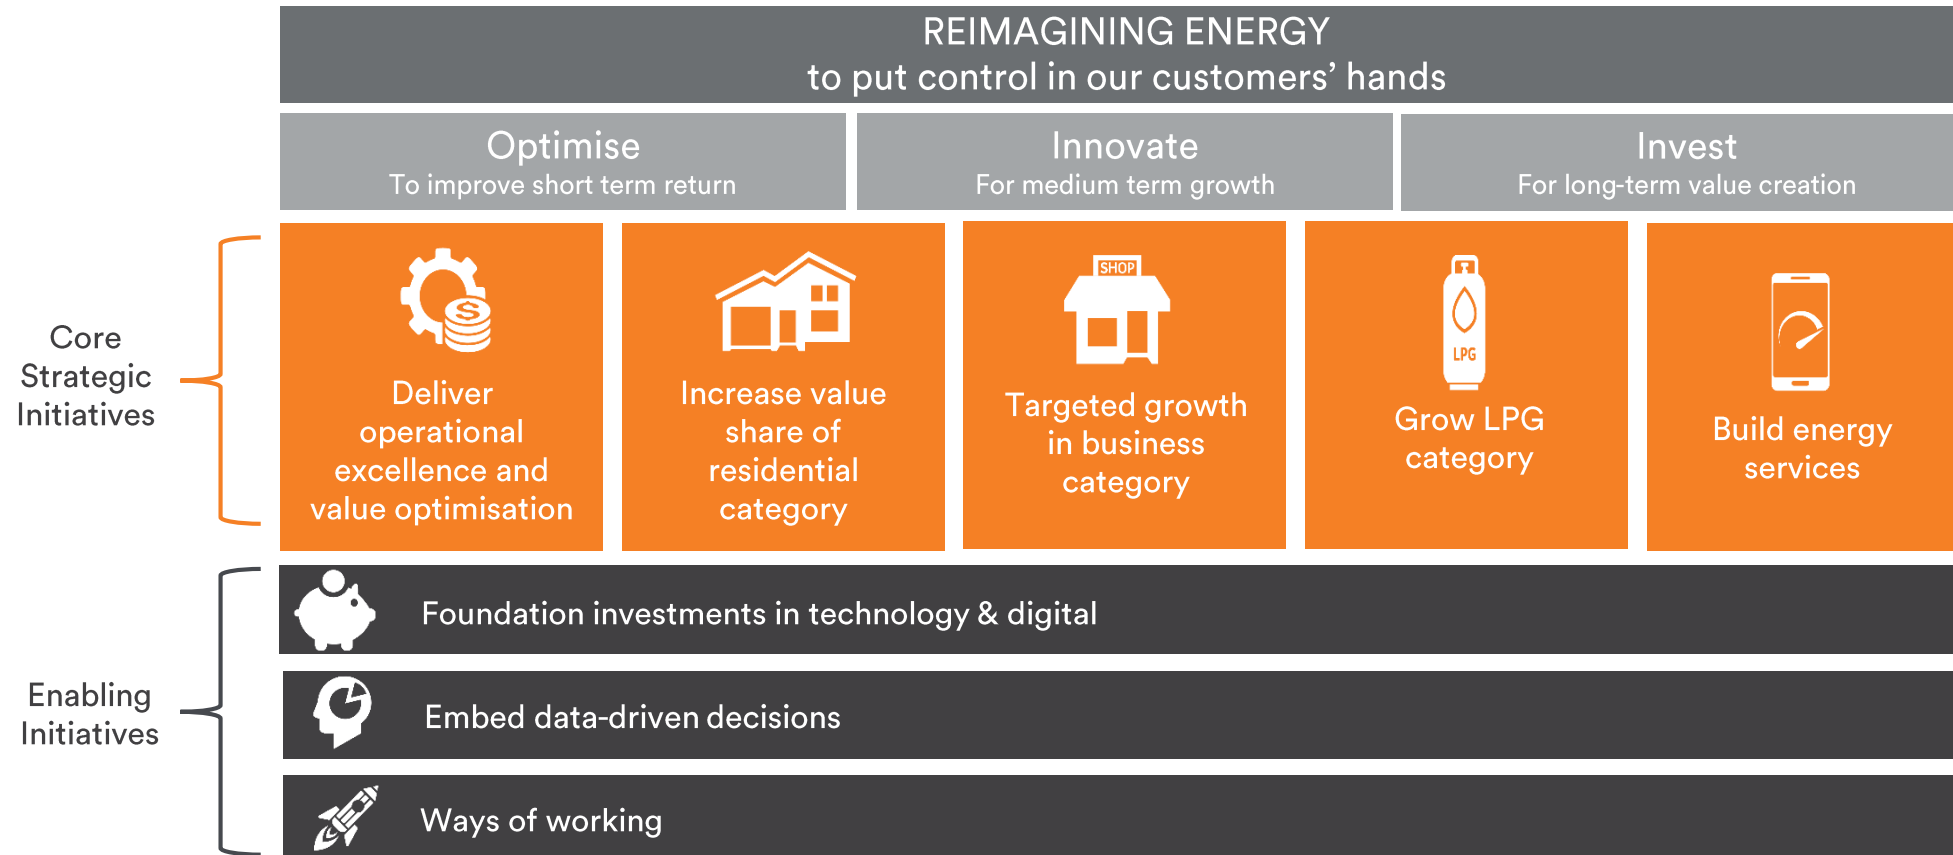 REIMAGINING ENERGY
to put control in our customers’ hands
Optimise
To improve short term return
Innovate
For medium term growth
Invest
For long-term value creation
Core
Strategic
Initiatives
$
Deliver
operational
excellence and
value optimisation
Increase value
share of
residential
category
SHOP
Targeted growth
in business
category
LPG
Grow LPG
category
Build energy
services
Enabling
Initiatives
Foundation investments in technology & digital
Embed data-driven decisions
Ways of working